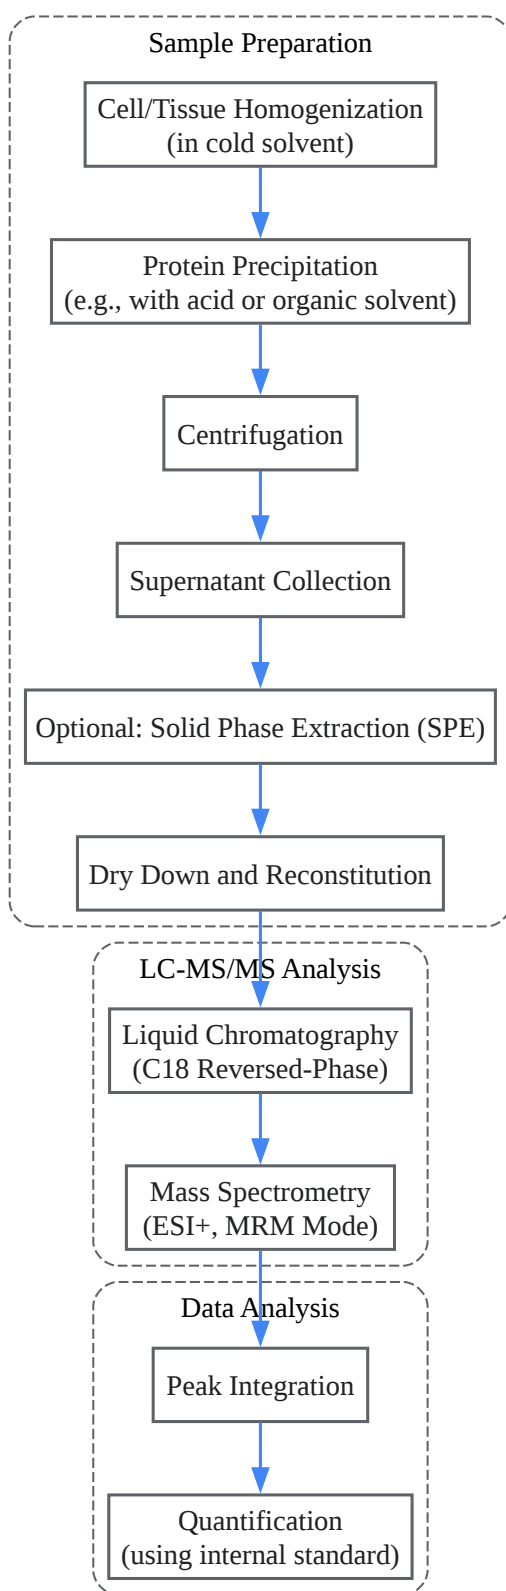 Sample Preparation
Cell/Tissue Homogenization
(in cold solvent)
Protein Precipitation
(e.g., with acid or organic solvent)
Centrifugation
Supernatant Collection
Optional: Solid Phase Extraction (SPE)
Dry Down and Reconstitution
LC-MS/MS Analysis
Liquid Chromatography
(C18 Reversed-Phase)
Mass Spectrometry
(ESI+, MRM Mode)
Data Analysis
Peak Integration
Quantification
(using internal standard)